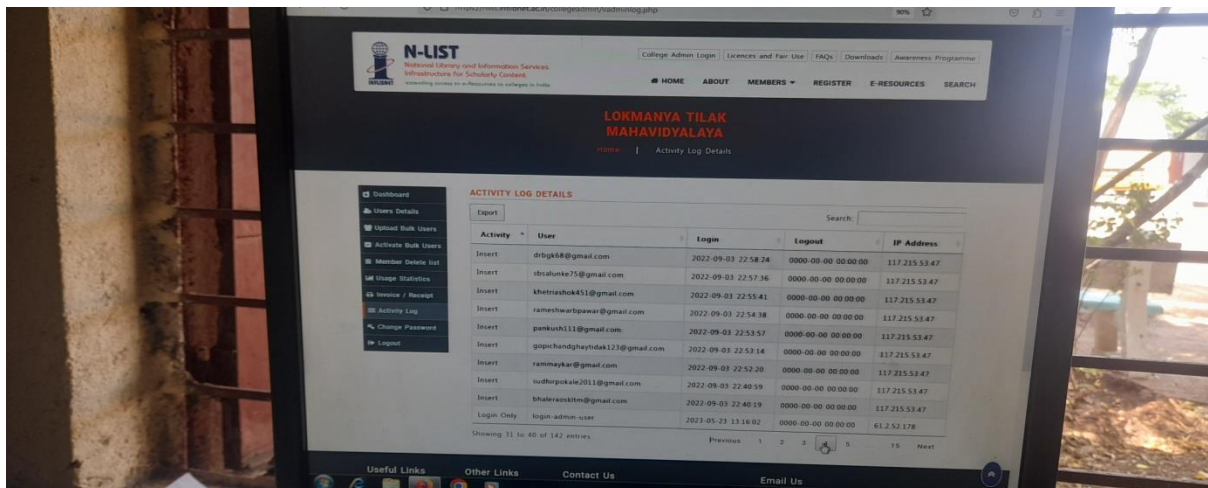 90%
N-LIST
National Library and Information Services
Infrastructure for Scholarly Content
extending access to e-Resources to colleges in India
INFLIBNET
College Admin Login Licences and Fair Use FAQs Downloads Awareness Programme
HOME ABOUT MEMBERS REGISTER E-RESOURCES SEARCH
LOKMANYA TILAK
MAHAVIDYALAYA
Home | Activity Log Details
Dashboard
Users Details
Upload Bulk Users
Activate Bulk Users
Member Delete list
Usage Statistics
Invoice / Receipt
Activity Log
Change Password
Logout
ACTIVITY LOG DETAILS
Export Search:
Activity User Login Logout IP Address
Insert drbgk68@gmail.com 2022-09-03 22:58:24 0000-00-00 00:00:00 117.215.53.47
Insert sbsalunke75@gmail.com 2022-09-03 22:57:36 0000-00-00 00:00:00 117.215.53.47
Insert khetriashok451@gmail.com 2022-09-03 22:55:41 0000-00-00 00:00:00 117.215.53.47
Insert rameshwarbpawar@gmail.com 2022-09-03 22:54:38 0000-00-00 00:00:00 117.215.53.47
Insert pankush111@gmail.com 2022-09-03 22:53:57 0000-00-00 00:00:00 117.215.53.47
Insert gopichandghaytidak123@gmail.com 2022-09-03 22:53:14 0000-00-00 00:00:00 117.215.53.47
Insert rammaykar@gmail.com 2022-09-03 22:52:20 0000-00-00 00:00:00 117.215.53.47
Insert sudhirpokale2011@gmail.com 2022-09-03 22:40:59 0000-00-00 00:00:00 117.215.53.47
Insert bhaleraoskltm@gmail.com 2022-09-03 22:40:19 0000-00-00 00:00:00 117.215.53.47
Login Only login-admin-user 2023-05-23 13:16:02 0000-00-00 00:00:00 61.2.52.178
Showing 31 to 40 of 142 entries Previous 1 2 3 4 5 15 Next
Useful Links Other Links Contact Us Email Us